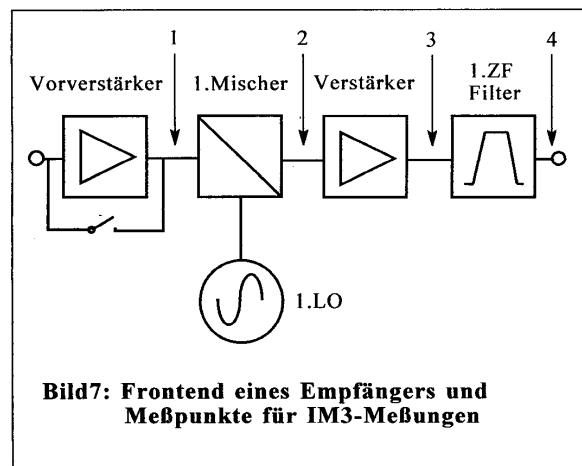 1
2
3
4
Vorverstärker
1.Mischer
Verstärker
1.ZF
Filter
1.LO
Bild7: Frontend eines Empfängers und
Meßpunkte für IM3-Meßungen